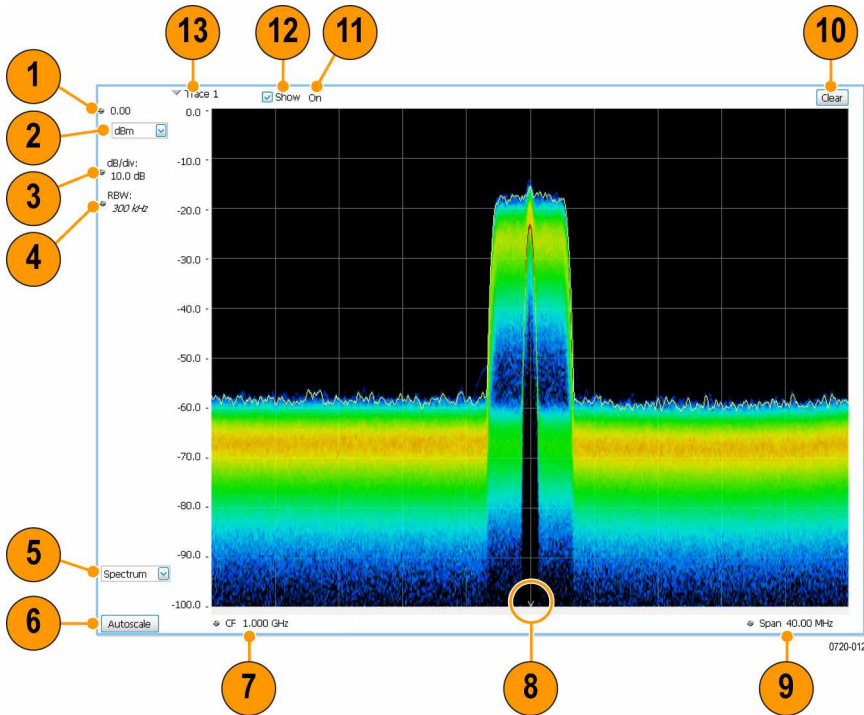 13
12
11
10
1
Trace 1
Show
On
Clear
0.00
0.0
2
dBm
3
dB/div:
10.0 dB
-10.0
4
RBW:
300 kHz
-20.0
-30.0
-40.0
-50.0
-60.0
-70.0
-80.0
-90.0
5
Spectrum
-100.0
6
Autoscale
CF 1.000 GHz
Span 40.00 MHz
0720-012
7
8
9